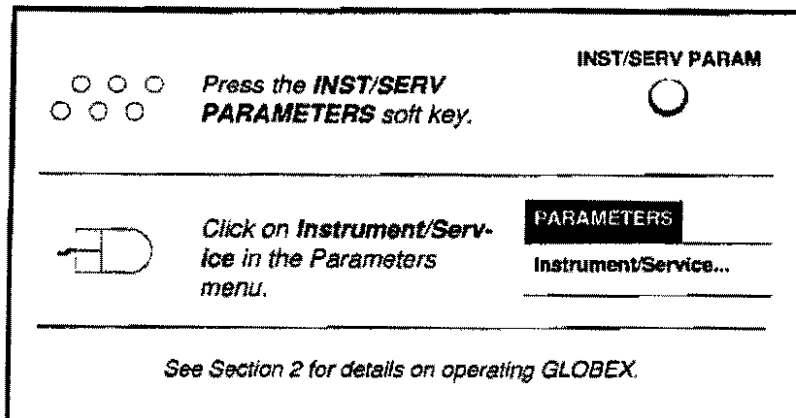 INST/SERV PARAM
Press the INST/SERV
PARAMETERS soft key.
Click on Instrument/Serv-
ice in the Parameters
menu.
PARAMETERS
Instrument/Service...
See Section 2 for details on operating GLOBEX.